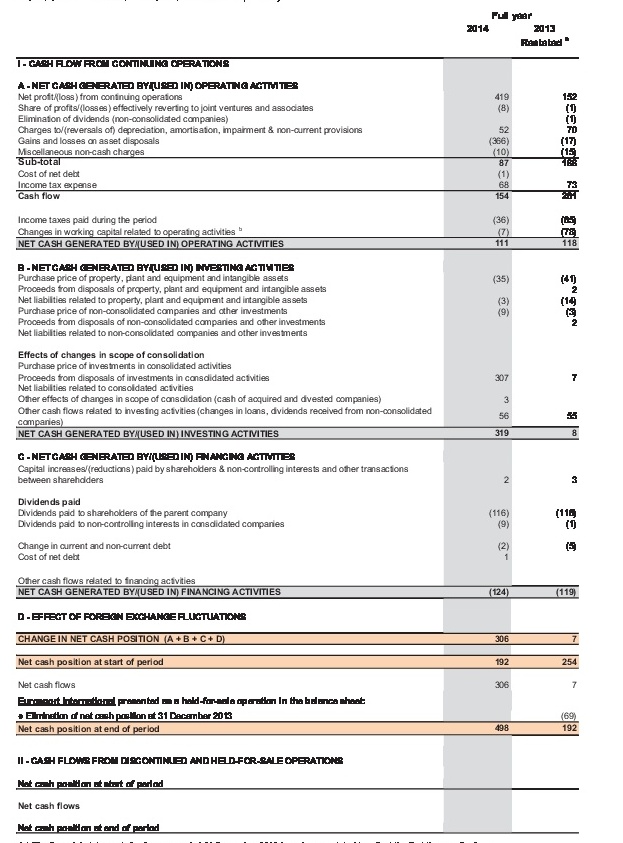 Full year
2014 2013
Restated a
I - CASH FLOW FROM CONTINUING OPERATIONS
A - NET CASH GENERATED BY/(USED IN) OPERATING ACTIVITIES
Net profit/(loss) from continuing operations 419 152
Share of profits/(losses) effectively reverting to joint ventures and associates (8) (1)
Elimination of dividends (non-consolidated companies) (1)
Charges to/(reversals of) depreciation, amortisation, impairment & non-current provisions 52 70
Gains and losses on asset disposals (366) (17)
Miscellaneous non-cash charges (10) (15)
Sub-total 87 188
Cost of net debt (1)
Income tax expense 68 73
Cash flow 154 261
Income taxes paid during the period (36) (65)
Changes in working capital related to operating activities b (7) (78)
NET CASH GENERATED BY/(USED IN) OPERATING ACTIVITIES 111 118
B - NET CASH GENERATED BY/(USED IN) INVESTING ACTIVITIES
Purchase price of property, plant and equipment and intangible assets (35) (41)
Proceeds from disposals of property, plant and equipment and intangible assets 2
Net liabilities related to property, plant and equipment and intangible assets (3) (14)
Purchase price of non-consolidated companies and other investments (9) (3)
Proceeds from disposals of non-consolidated companies and other investments 2
Net liabilities related to non-consolidated companies and other investments
Effects of changes in scope of consolidation
Purchase price of investments in consolidated activities
Proceeds from disposals of investments in consolidated activities 307 7
Net liabilities related to consolidated activities
Other effects of changes in scope of consolidation (cash of acquired and divested companies) 3
Other cash flows related to investing activities (changes in loans, dividends received from non-consolidated
companies) 56 55
NET CASH GENERATED BY/(USED IN) INVESTING ACTIVITIES 319 8
C - NET CASH GENERATED BY/(USED IN) FINANCING ACTIVITIES
Capital increases/(reductions) paid by shareholders & non-controlling interests and other transactions
between shareholders 2 3
Dividends paid
Dividends paid to shareholders of the parent company (116) (116)
Dividends paid to non-controlling interests in consolidated companies (9) (1)
Change in current and non-current debt (2) (5)
Cost of net debt 1
Other cash flows related to financing activities
NET CASH GENERATED BY/(USED IN) FINANCING ACTIVITIES (124) (119)
D - EFFECT OF FOREIGN EXCHANGE FLUCTUATIONS
CHANGE IN NET CASH POSITION (A + B + C + D) 306 7
Net cash position at start of period 192 254
Net cash flows 306 7
Eurosport International presented as a held-for-sale operation in the balance sheet:
• Elimination of net cash position at 31 December 2013 (69)
Net cash position at end of period 498 192
II - CASH FLOWS FROM DISCONTINUED AND HELD-FOR-SALE OPERATIONS
Net cash position at start of period
Net cash flows
Net cash position at end of period